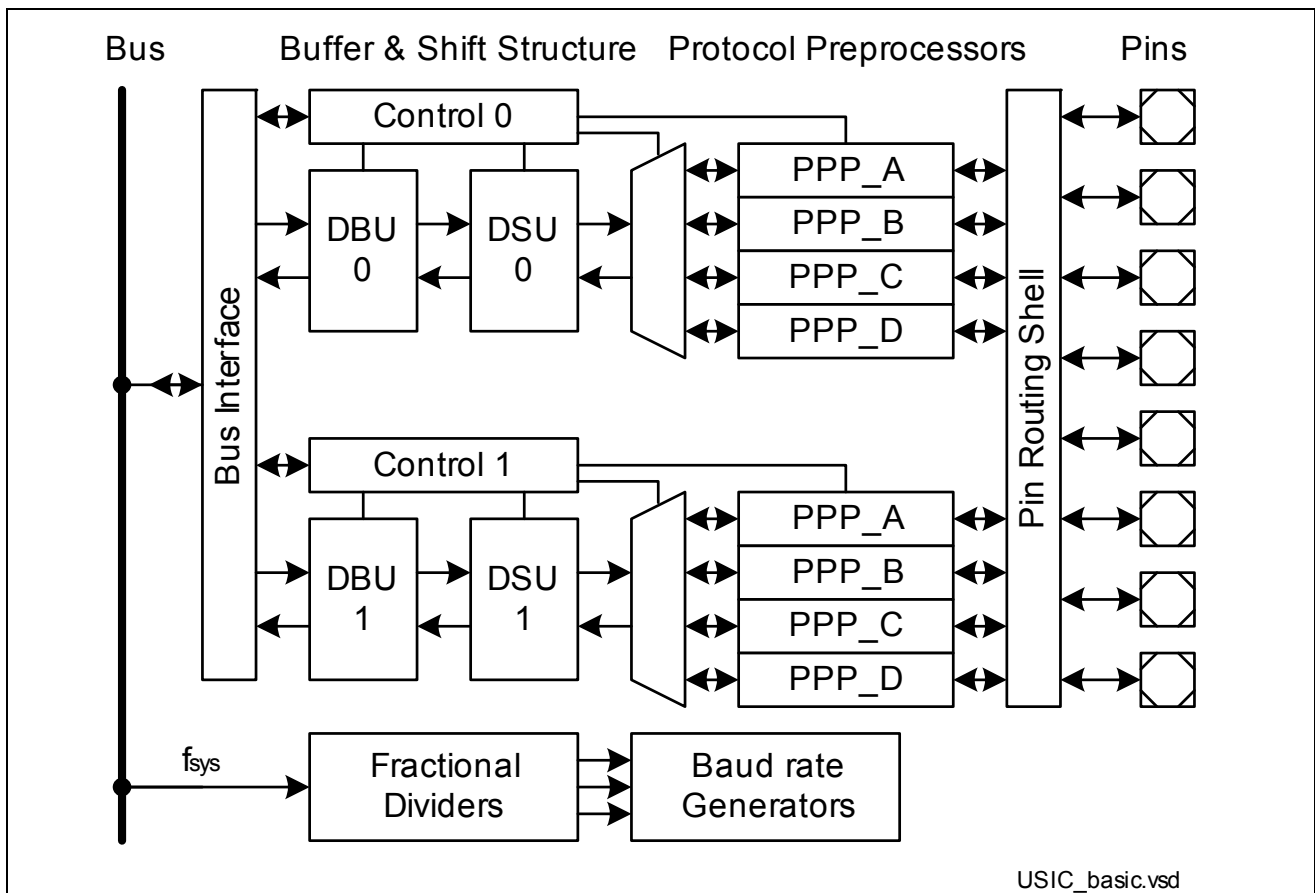 Bus
Buffer & Shift Structure
Protocol Preprocessors
Pins
Bus Interface
Control 0
DBU
0
DSU
0
PPP_A
PPP_B
PPP_C
PPP_D
Control 1
DBU
1
DSU
1
PPP_A
PPP_B
PPP_C
PPP_D
Pin Routing Shell
fsys
Fractional
Dividers
Baud rate
Generators
USIC_basic.vsd